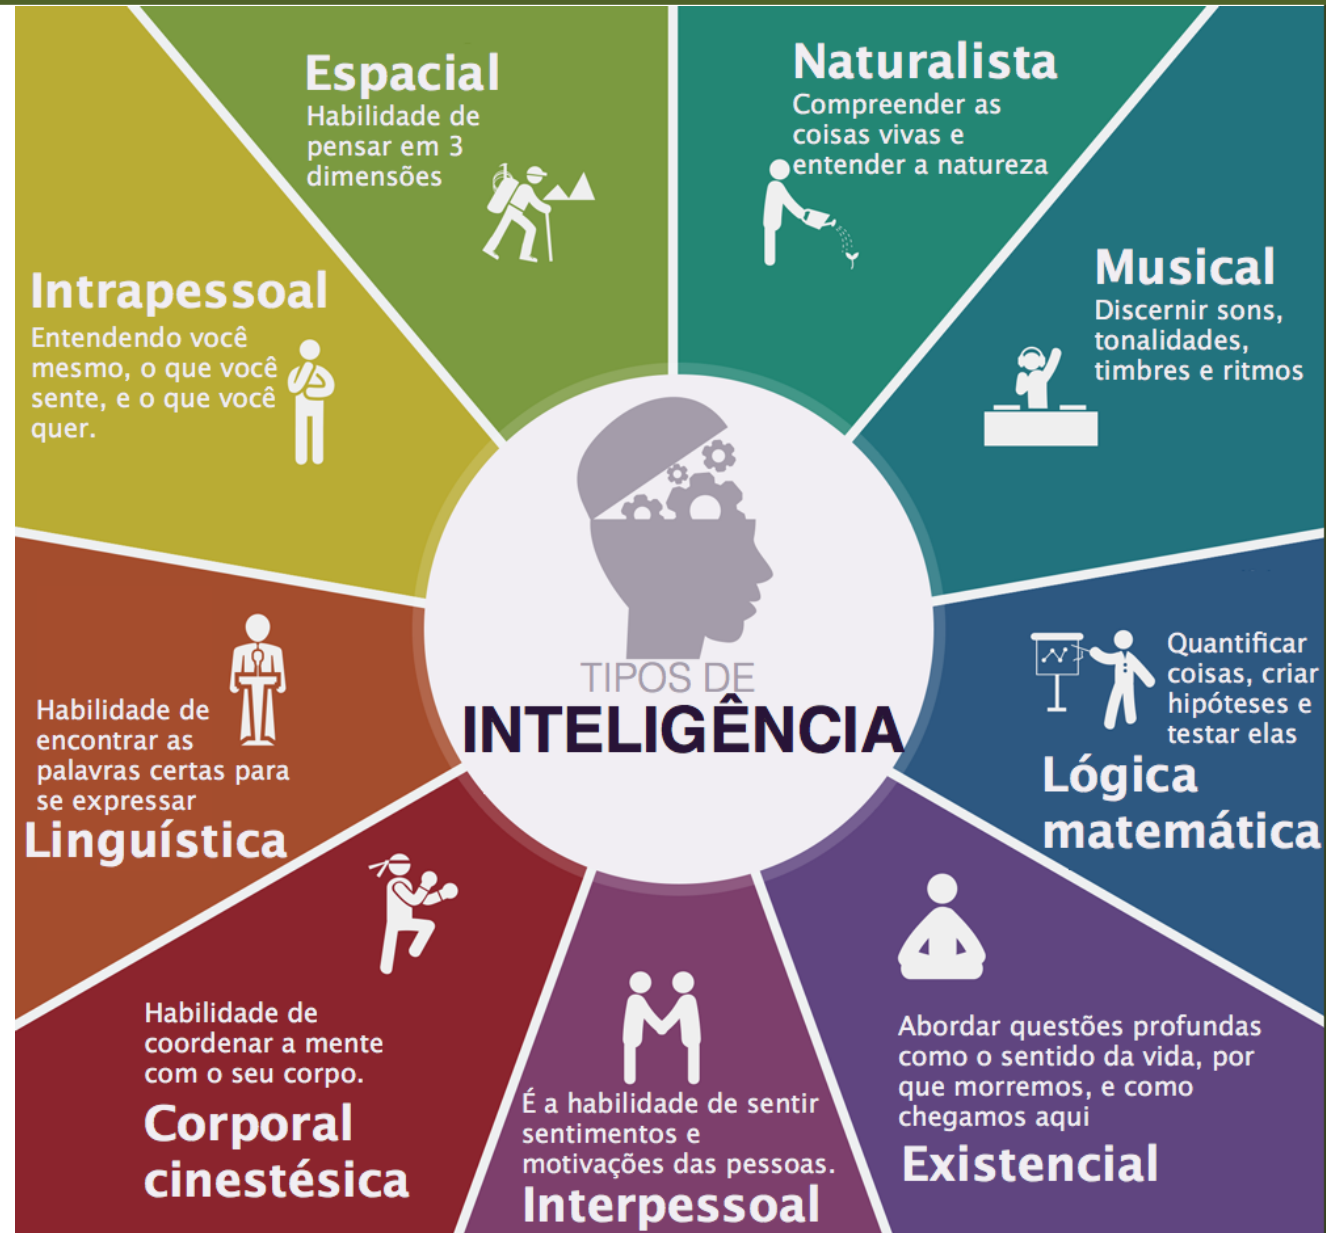 Espacial
Habilidade de
pensar em 3
dimensões
Naturalista
Compreender as
coisas vivas e
entender a natureza
Musical
Discernir sons,
tonalidades,
timbres e ritmos
Intrapessoal
Entendendo você
mesmo, o que você
sente, e o que você
quer.
TIPOS DE
INTELIGÊNCIA
Quantificar
coisas, criar
hipóteses e
testar elas
Lógica
matemática
Habilidade de
encontrar as
palavras certas para
se expressar
Linguística
Habilidade de
coordenar a mente
com o seu corpo.
Corporal
cinestésica
É a habilidade de sentir
sentimentos e
motivações das pessoas.
Interpessoal
Abordar questões profundas
como o sentido da vida, por
que morremos, e como
chegamos aqui
Existencial